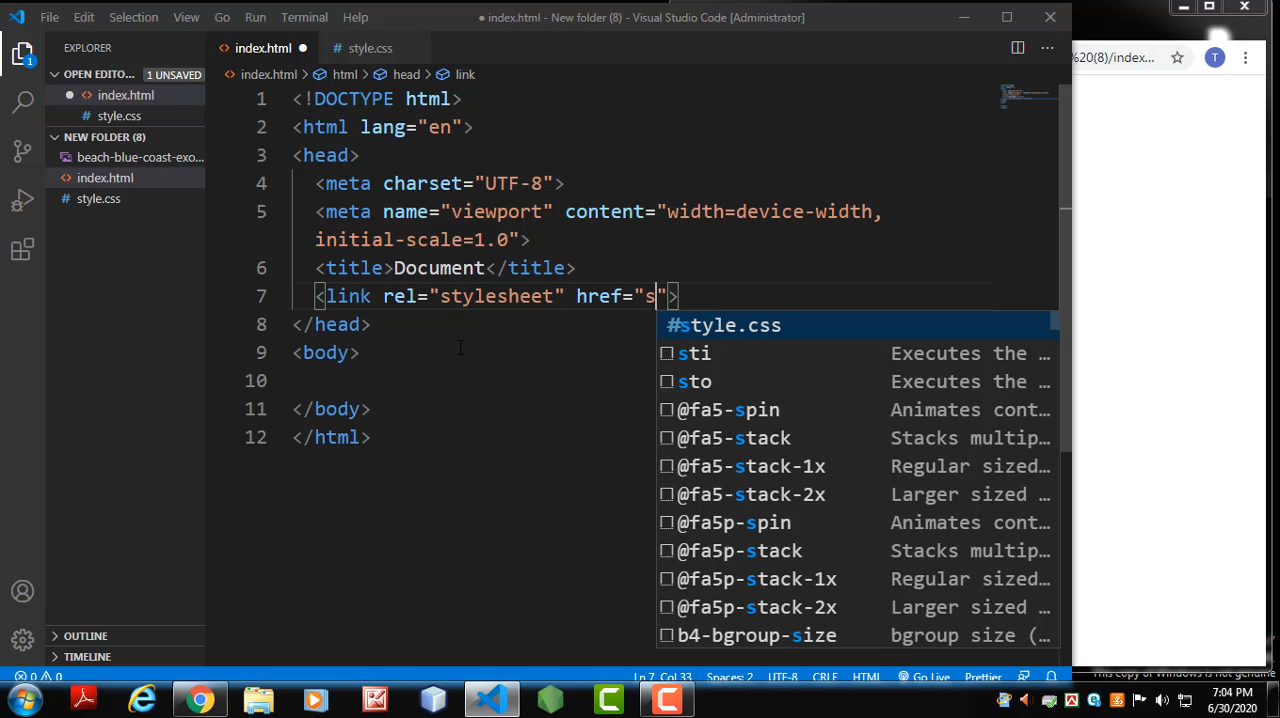 File Edit Selection View Go Run Terminal Help
● index.html - New folder (8) - Visual Studio Code [Administrator]
EXPLORER
index.html
style.css
index.html > html > head > link
OPEN EDITO... 1 UNSAVED
index.html
style.css
NEW FOLDER (8)
beach-blue-coast-exo...
index.html
style.css
OUTLINE
TIMELINE
1 <!DOCTYPE html>
2 <html lang="en">
3 <head>
4 <meta charset="UTF-8">
5 <meta name="viewport" content="width=device-width,
initial-scale=1.0">
6 <title>Document</title>
7 <link rel="stylesheet" href="s">
8 </head>
9 <body>
10
11 </body>
12 </html>
#style.css
sti Executes the ...
sto Executes the ...
@fa5-spin Animates cont...
@fa5-stack Stacks multip...
@fa5-stack-1x Regular sized...
@fa5-stack-2x Larger sized ...
@fa5p-spin Animates cont...
@fa5p-stack Stacks multip...
@fa5p-stack-1x Regular sized...
@fa5p-stack-2x Larger sized ...
b4-bgroup-size bgroup size (...
%20(8)/index...
T
1
0 0
Ln 7, Col 33 Spaces: 2 UTF-8 CRLF HTML Go Live Prettier
This copy of Windows is not genuine
7:04 PM
6/30/2020